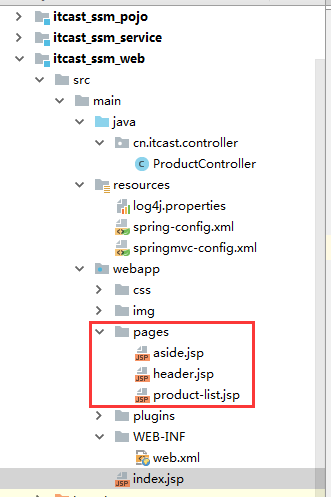 itcast_ssm_pojo
itcast_ssm_service
itcast_ssm_web
src
main
java
cn.itcast.controller
C ProductController
resources
log4j.properties
spring-config.xml
springmvc-config.xml
webapp
css
img
pages
JSP aside.jsp
JSP header.jsp
JSP product-list.jsp
plugins
WEB-INF
web.xml
JSP index.jsp